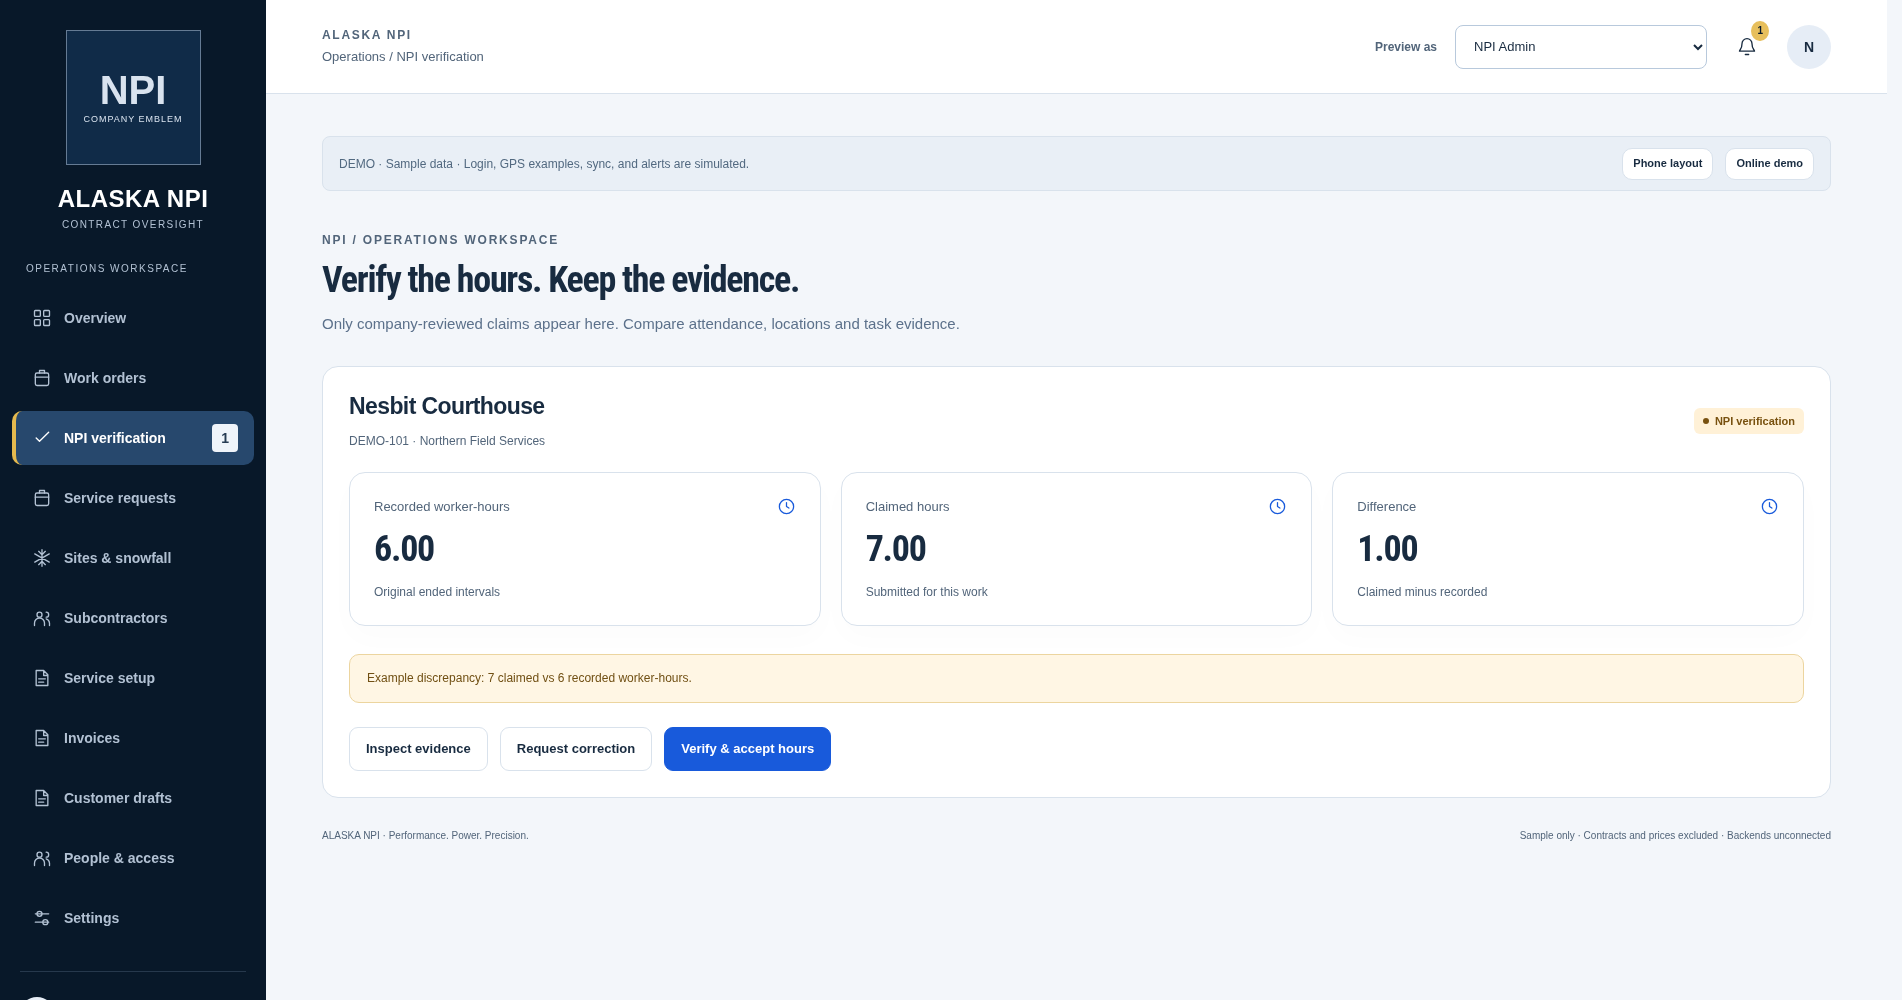 NPI
COMPANY EMBLEM
ALASKA NPI
CONTRACT OVERSIGHT
OPERATIONS WORKSPACE
Overview
Work orders
NPI verification 1
Service requests
Sites & snowfall
Subcontractors
Service setup
Invoices
Customer drafts
People & access
Settings
ALASKA NPI
Operations / NPI verification
Preview as NPI Admin 1 N
DEMO · Sample data · Login, GPS examples, sync, and alerts are simulated. Phone layout Online demo
NPI / OPERATIONS WORKSPACE
Verify the hours. Keep the evidence.
Only company-reviewed claims appear here. Compare attendance, locations and task evidence.
Nesbit Courthouse
DEMO-101 · Northern Field Services
NPI verification
Recorded worker-hours
6.00
Original ended intervals
Claimed hours
7.00
Submitted for this work
Difference
1.00
Claimed minus recorded
Example discrepancy: 7 claimed vs 6 recorded worker-hours.
Inspect evidence Request correction Verify & accept hours
ALASKA NPI · Performance. Power. Precision.
Sample only · Contracts and prices excluded · Backends unconnected